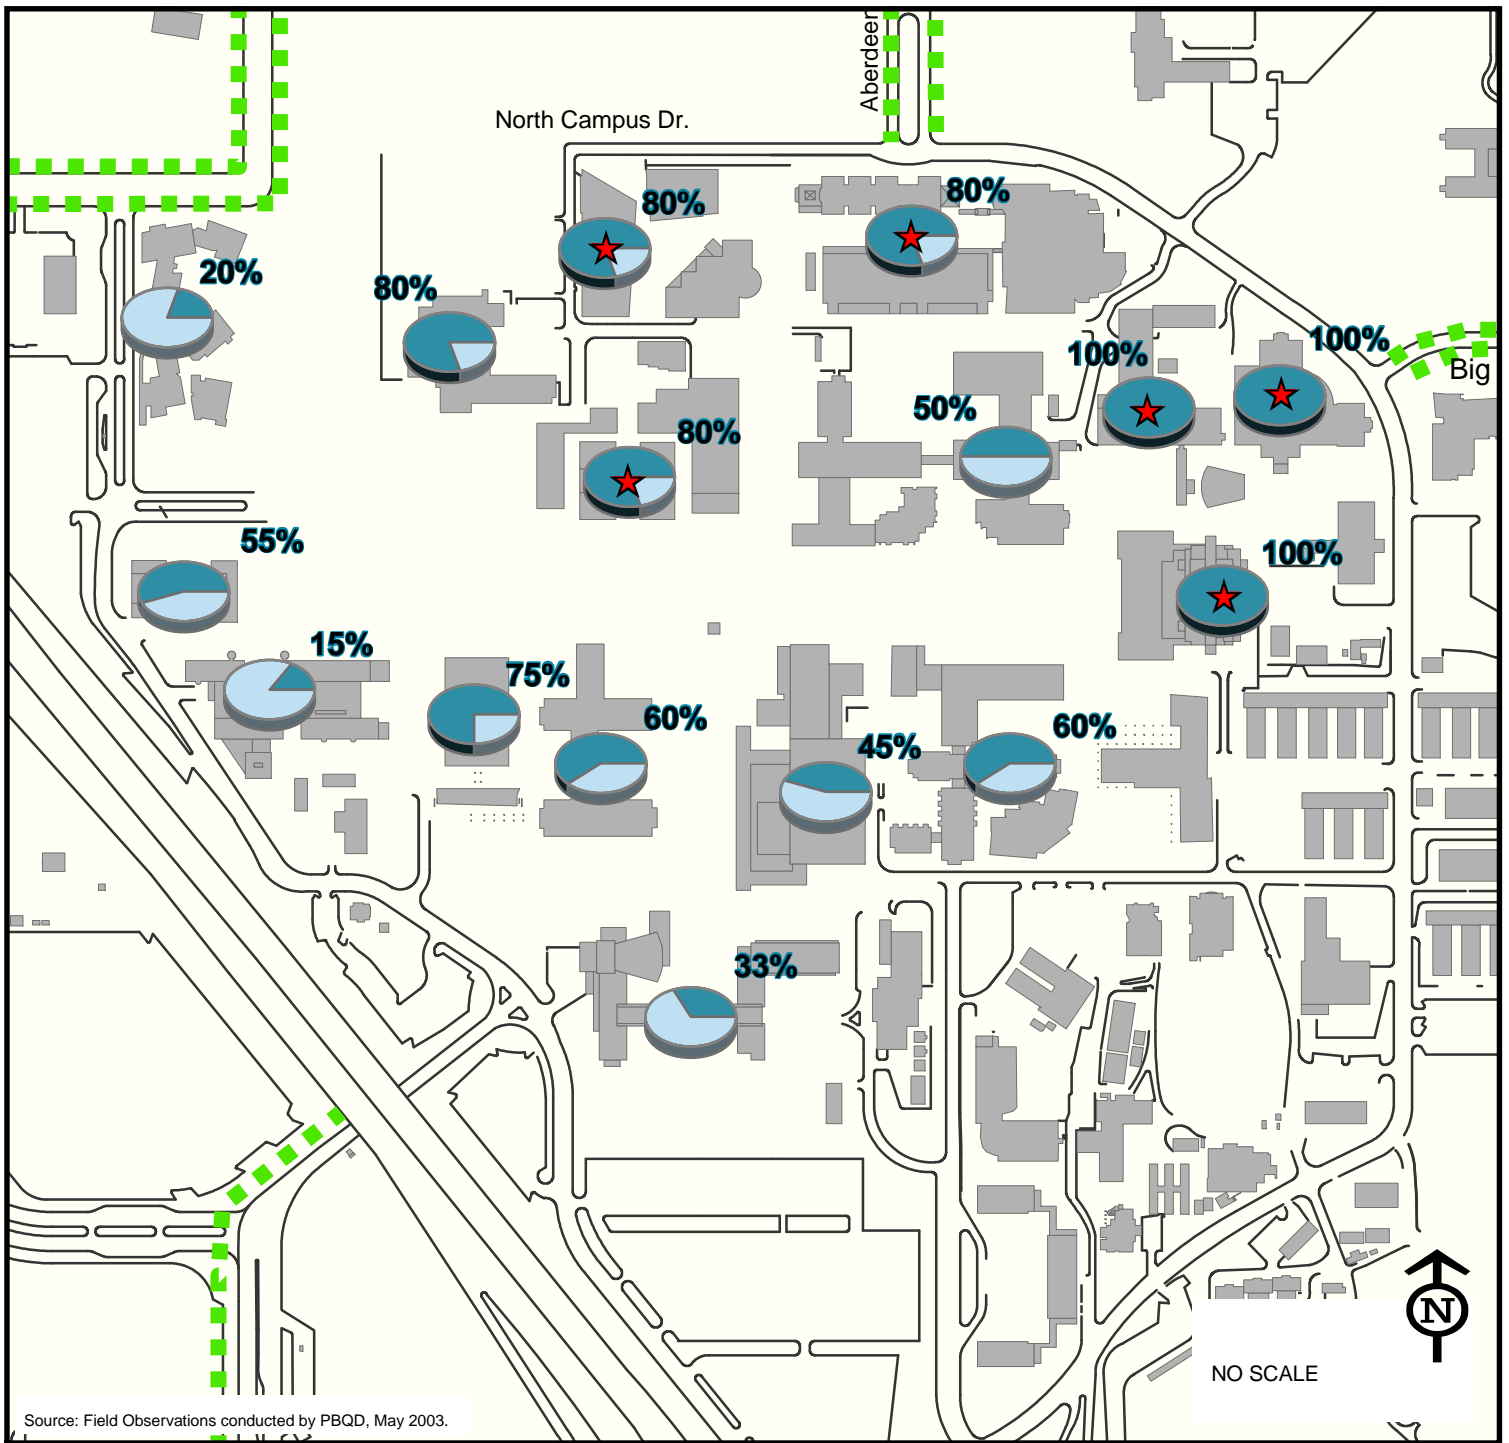 Aberdeen
North Campus Dr.
80%
80%
20%
80%
100%
100%
Big
50%
80%
55%
100%
15%
75%
60%
60%
45%
33%
N
NO SCALE
Source: Field Observations conducted by PBQD, May 2003.